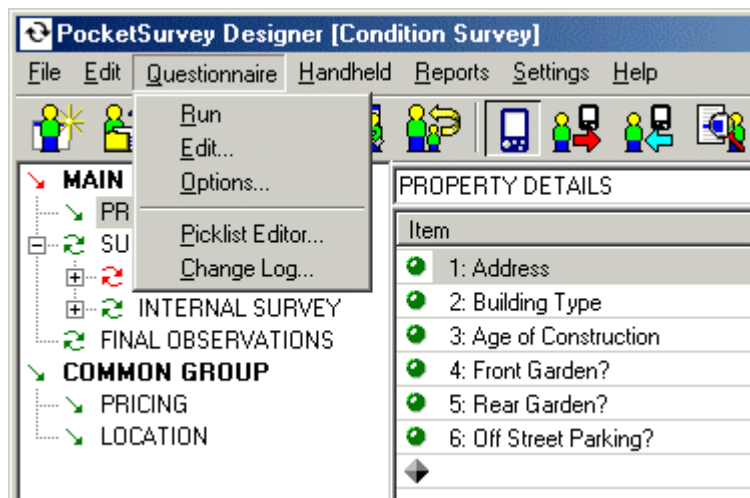 PocketSurvey Designer [Condition Survey]
File Edit Questionnaire Handheld Reports Settings Help
Run
Edit...
Options...
Picklist Editor...
Change Log...
MAIN
PR
SU
INTERNAL SURVEY
FINAL OBSERVATIONS
COMMON GROUP
PRICING
LOCATION
PROPERTY DETAILS
Item
1: Address
2: Building Type
3: Age of Construction
4: Front Garden?
5: Rear Garden?
6: Off Street Parking?